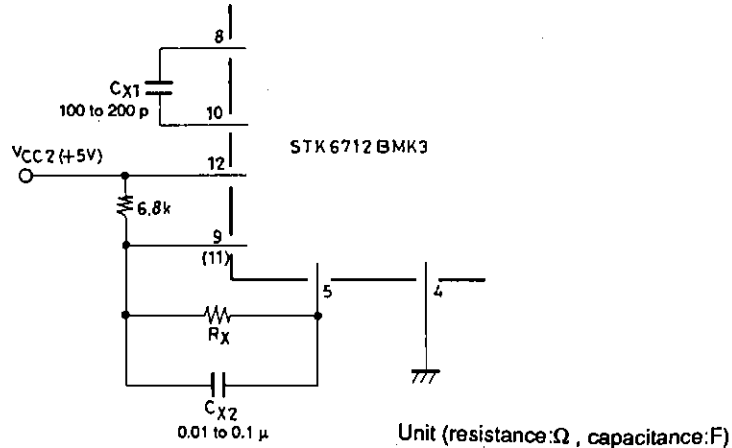 8
CX1
100 to 200 p
10
STK 6712 BMK3
VCC 2 (+5V)
12
6.8k
9
(11)
5
4
RX
CX2
0.01 to 0.1 μ
Unit (resistance:Ω , capacitance:F)